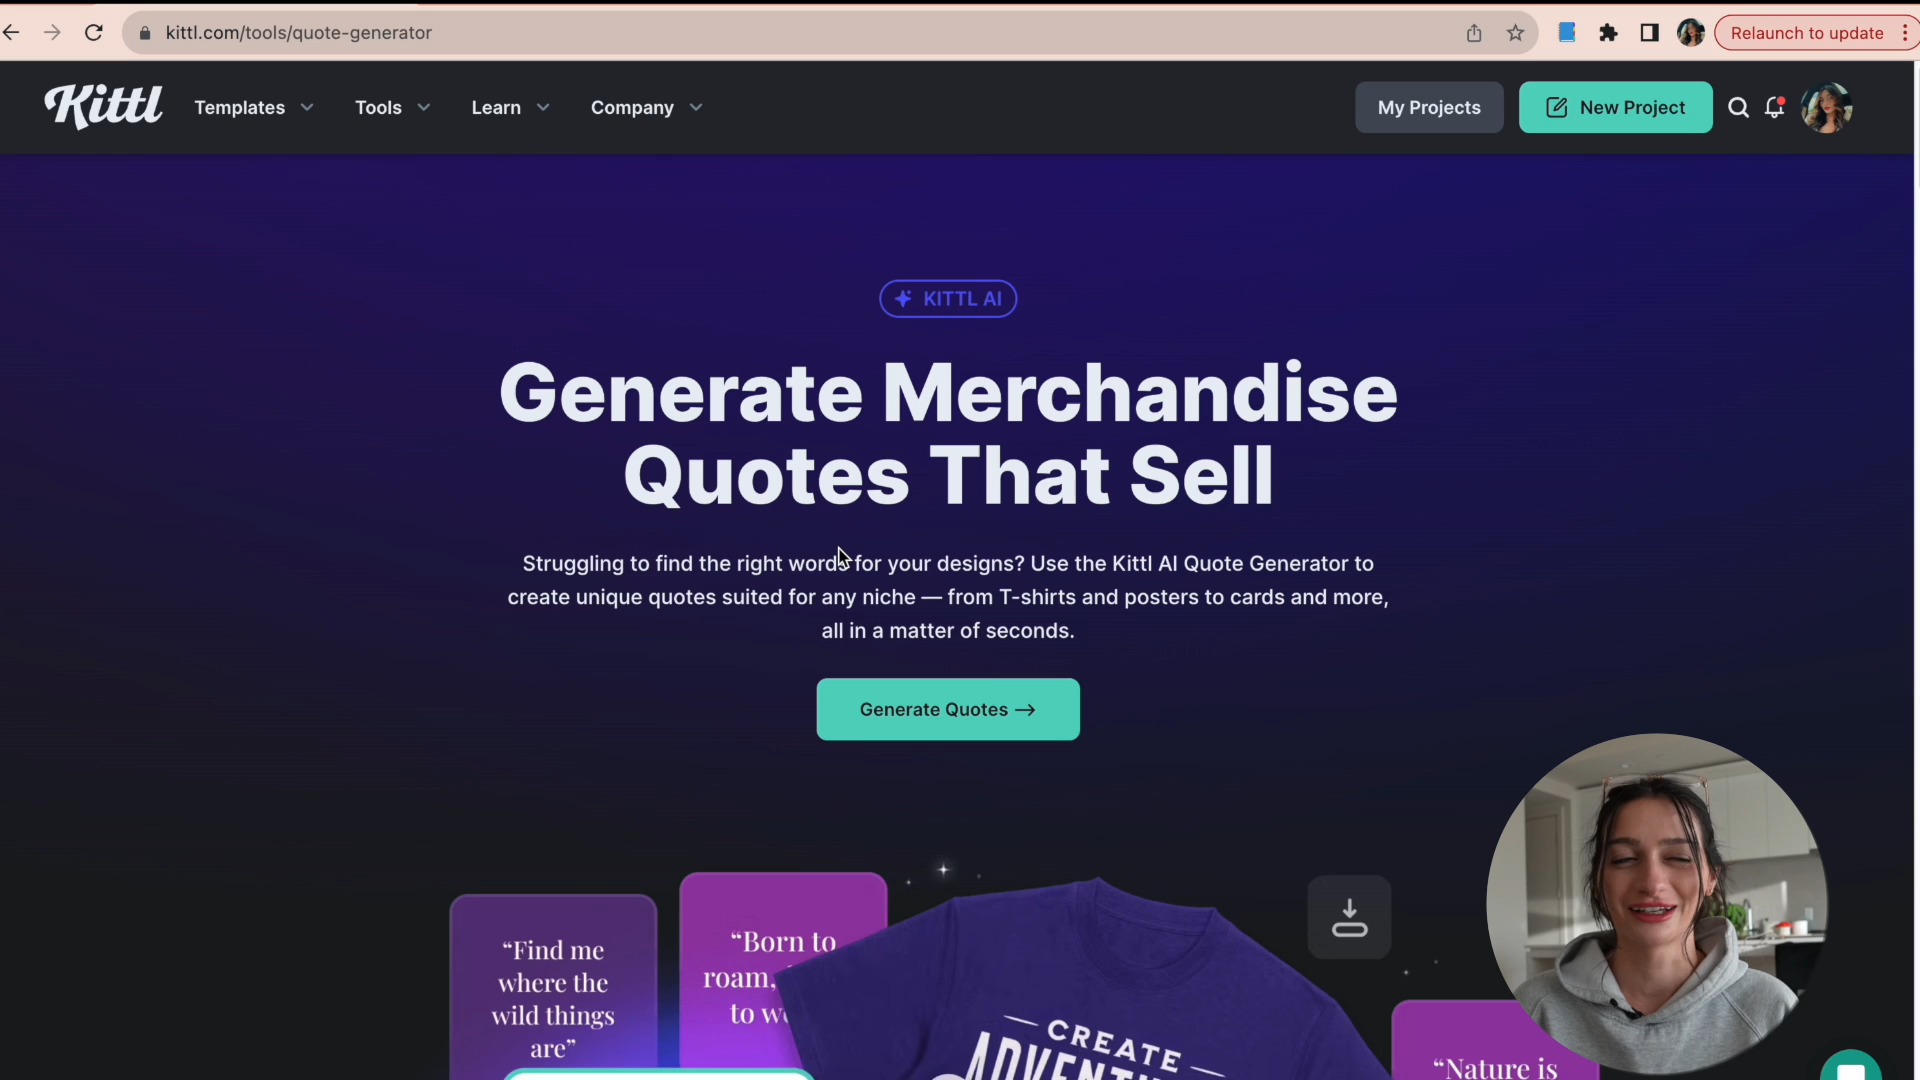 kittl.com/tools/quote-generator
Relaunch to update
Kittl
Templates
Tools
Learn
Company
My Projects
New Project
KITTL AI
Generate Merchandise
Quotes That Sell
Struggling to find the right words for your designs? Use the Kittl AI Quote Generator to
create unique quotes suited for any niche — from T-shirts and posters to cards and more,
all in a matter of seconds.
Generate Quotes →
“Find me
where the
wild things
are”
“Born to
roam,
to
CREATE
“Nature is